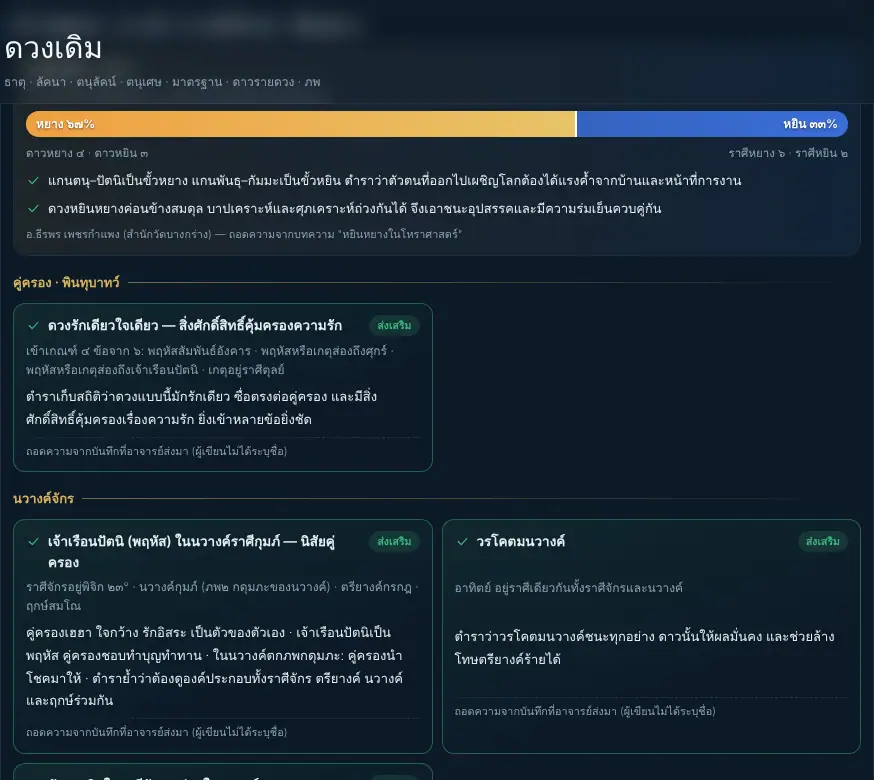 ดวงเดิม
ธาตุ · ลัคนา · ตนุลัคน์ · ตนุเศษ · มาตรฐาน · ดาวรายดวง · ภพ
หยาง ๖๗%
หยิน ๓๓%
ดาวหยาง ๔ · ดาวหยิน ๓
ราศีหยาง ๖ · ราศีหยิน ๒
แกนตนุ–ปัตนิเป็นขั้วหยาง แกนพันธุ–กัมมะเป็นขั้วหยิน ตำราว่าตัวตนที่ออกไปเผชิญโลกต้องได้แรงค้ำจากบ้านและหน้าที่การงาน
ดวงหยินหยางค่อนข้างสมดุล บาปเคราะห์และศุภเคราะห์ถ่วงกันได้ จึงเอาชนะอุปสรรคและมีความร่มเย็นควบคู่กัน
อ.ธีรพร เพชรกำแพง (สำนักวัดบางกร่าง) — ถอดความจากบทความ "หยินหยางในโหราศาสตร์"
คู่ครอง · พินทุบาทว์
ดวงรักเดียวใจเดียว — สิ่งศักดิ์สิทธิ์คุ้มครองความรัก
ส่งเสริม
เข้าเกณฑ์ ๔ ข้อจาก ๖: พฤหัสสัมพันธ์อังคาร · พฤหัสหรือเกตุส่องถึงศุกร์ ·
พฤหัสหรือเกตุส่องถึงเจ้าเรือนปัตนิ · เกตุอยู่ราศีตุลย์
ตำราเก็บสถิติว่าดวงแบบนี้มักรักเดียว ซื่อตรงต่อคู่ครอง และมีสิ่ง
ศักดิ์สิทธิ์คุ้มครองเรื่องความรัก ยิ่งเข้าหลายข้อยิ่งชัด
ถอดความจากบันทึกที่อาจารย์ส่งมา (ผู้เขียนไม่ได้ระบุชื่อ)
นวางค์จักร
เจ้าเรือนปัตนิ (พฤหัส) ในนวางค์ราศีกุมภ์ — นิสัยคู่
ครอง
ส่งเสริม
ราศีจักรอยู่พิจิก ๒๓° · นวางค์กุมภ์ (ภพ๒ กดุมภะของนวางค์) · ตรียางค์กรกฎ ·
ฤกษ์สมโณ
คู่ครองเฮฮา ใจกว้าง รักอิสระ เป็นตัวของตัวเอง · เจ้าเรือนปัตนิเป็น
พฤหัส คู่ครองชอบทำบุญทำทาน · ในนวางค์ตกภพกดุมภะ: คู่ครองนำ
โชคมาให้ · ตำราย้ำว่าต้องดูองค์ประกอบทั้งราศีจักร ตรียางค์ นวางค์
และฤกษ์ร่วมกัน
ถอดความจากบันทึกที่อาจารย์ส่งมา (ผู้เขียนไม่ได้ระบุชื่อ)
วรโคตมนวางค์
ส่งเสริม
อาทิตย์ อยู่ราศีเดียวกันทั้งราศีจักรและนวางค์
ตำราว่าวรโคตมนวางค์ชนะทุกอย่าง ดาวนั้นให้ผลมั่นคง และช่วยล้าง
โทษตรียางค์ร้ายได้
ถอดความจากบันทึกที่อาจารย์ส่งมา (ผู้เขียนไม่ได้ระบุชื่อ)